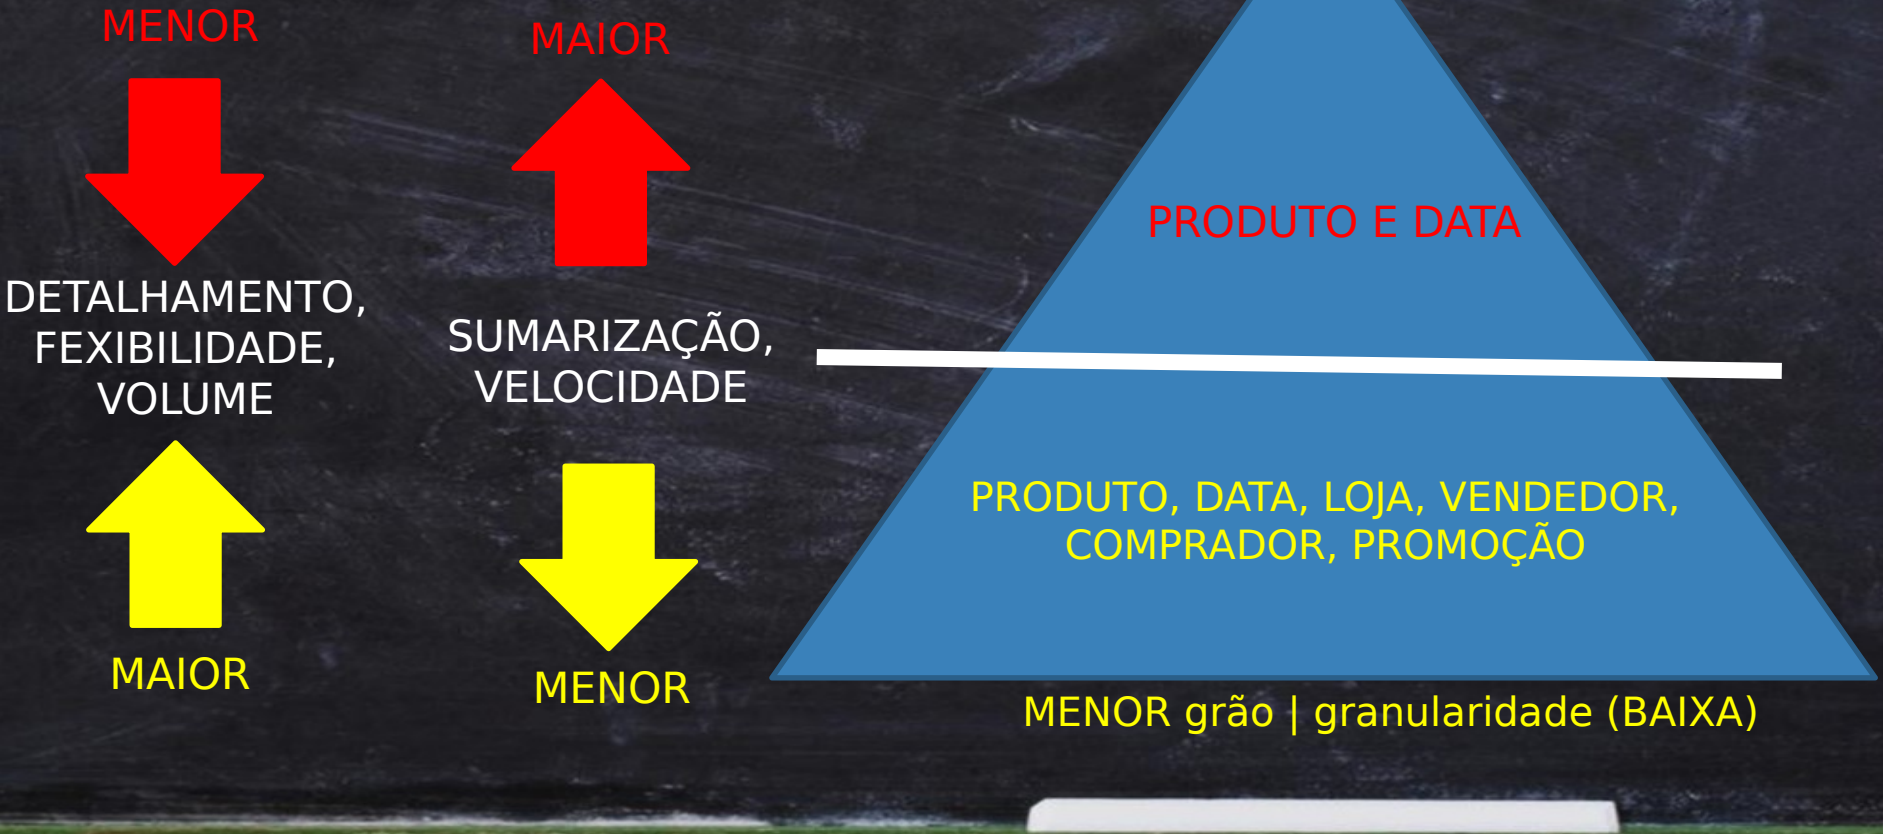 MENOR
MAIOR
DETALHAMENTO,
FEXIBILIDADE,
VOLUME
SUMARIZAÇÃO,
VELOCIDADE
MAIOR
MENOR
PRODUTO E DATA
PRODUTO, DATA, LOJA, VENDEDOR,
COMPRADOR, PROMOÇÃO
MENOR grão | granularidade (BAIXA)